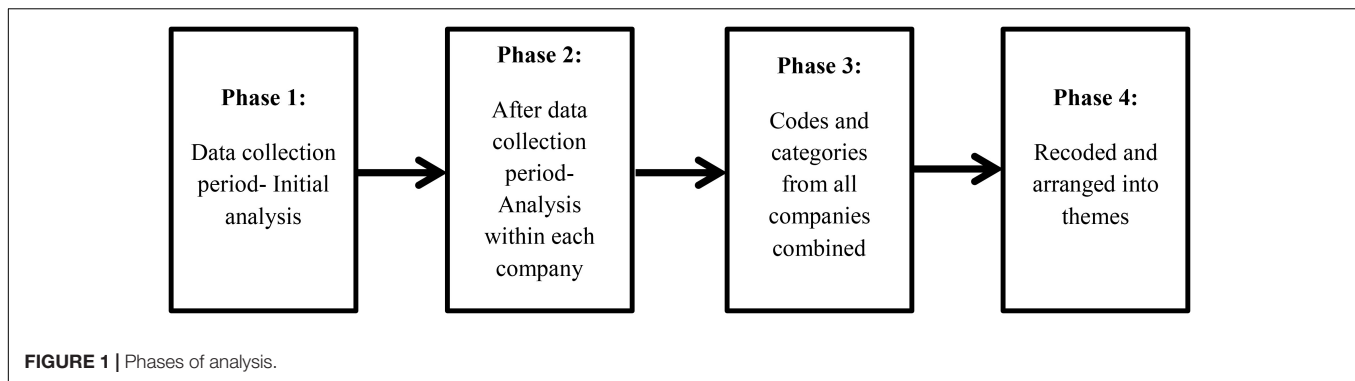 Phase 1:
Data collection
period- Initial
analysis
Phase 2:
After data
collection
period-
Analysis
within each
company
Phase 3:
Codes and
categories
from all
companies
combined
Phase 4:
Recoded and
arranged into
themes
FIGURE 1 | Phases of analysis.